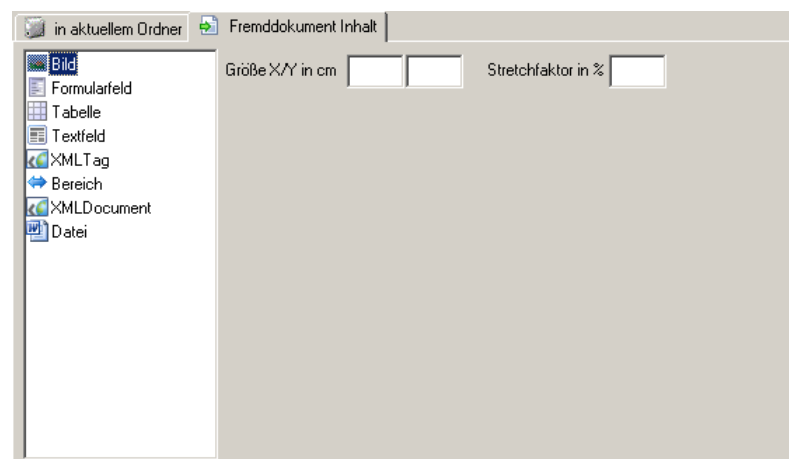 in aktuellem Ordner Fremddokument Inhalt
Bild
Größe X/Y in cm Stretchfaktor in %
Formularfeld
Tabelle
Textfeld
XMLTag
Bereich
XMLDocument
Datei